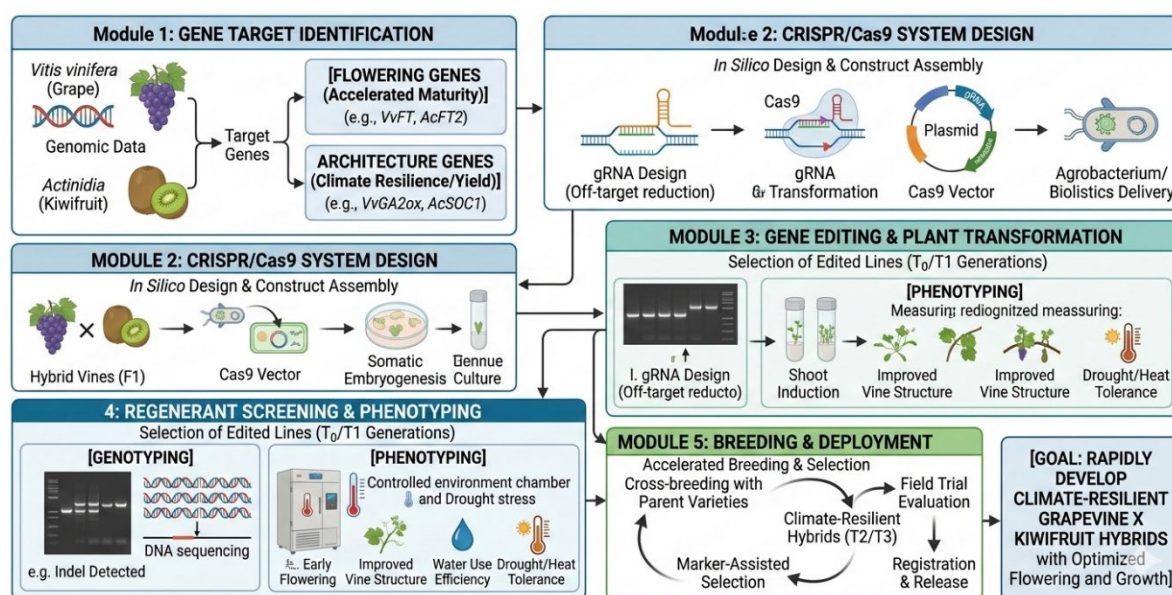 Module 1: GENE TARGET IDENTIFICATION
Vitis vinifera
(Grape)
Genomic Data
Actinidia
(Kiwifruit)
Target
Genes
[FLOWERING GENES
(Accelerated Maturity)]
(e.g., VvFT, AcFT2)
ARCHITECTURE GENES
(Climate Resilience/Yield)]
(e.g., VvGA2ox, AcSOC1)
2: CRISPR/Cas9 SYSTEM DESIGN
In Silico Design & Construct Assembly
gRNA Design
(Off-target reduction)
Cas9
gRNA
Transformation
Plasmid
Cas9 Vector
Agrobacterium/
Biolistics Delivery
MODULE 2: CRISPR/Cas9 SYSTEM DESIGN
In Silico Design & Construct Assembly
Hybrid Vines (F1)
Cas9 Vector
Somatic
Embryogenesis
Culture
MODULE 3: GENE EDITING & PLANT TRANSFORMATION
Selection of Edited Lines (T0/T1 Generations)
I. gRNA Design
(Off-target reducto)
[PHENOTYPING]
Measuring rediognitzed meassuring:
Shoot
Induction
Improved
Vine Structure
Improved
Vine Structure
Drought/Heat
Tolerance
4: REGENERANT SCREENING & PHENOTYPING
Selection of Edited Lines (T0/T1 Generations)
[GENOTYPING]
DNA sequencing
e.g. Indel Detected
[PHENOTYPING]
Controlled environment chamber
and Drought stress
Early
Flowering
Improved
Vine Structure
Water Use
Efficiency
Drought/Heat
Tolerance
MODULE 5: BREEDING & DEPLOYMENT
Accelerated Breeding & Selection
Cross-breeding with
Parent Varieties
Climate-Resilient
Hybrids (T2/T3)
Marker-Assisted
Selection
Field Trial
Evaluation
Registration
& Release
[GOAL: RAPIDLY
DEVELOP
CLIMATE-RESILIENT
GRAPEVINE X
KIWIFRUIT HYBRIDS
with Optimized
Flowering and Growth]